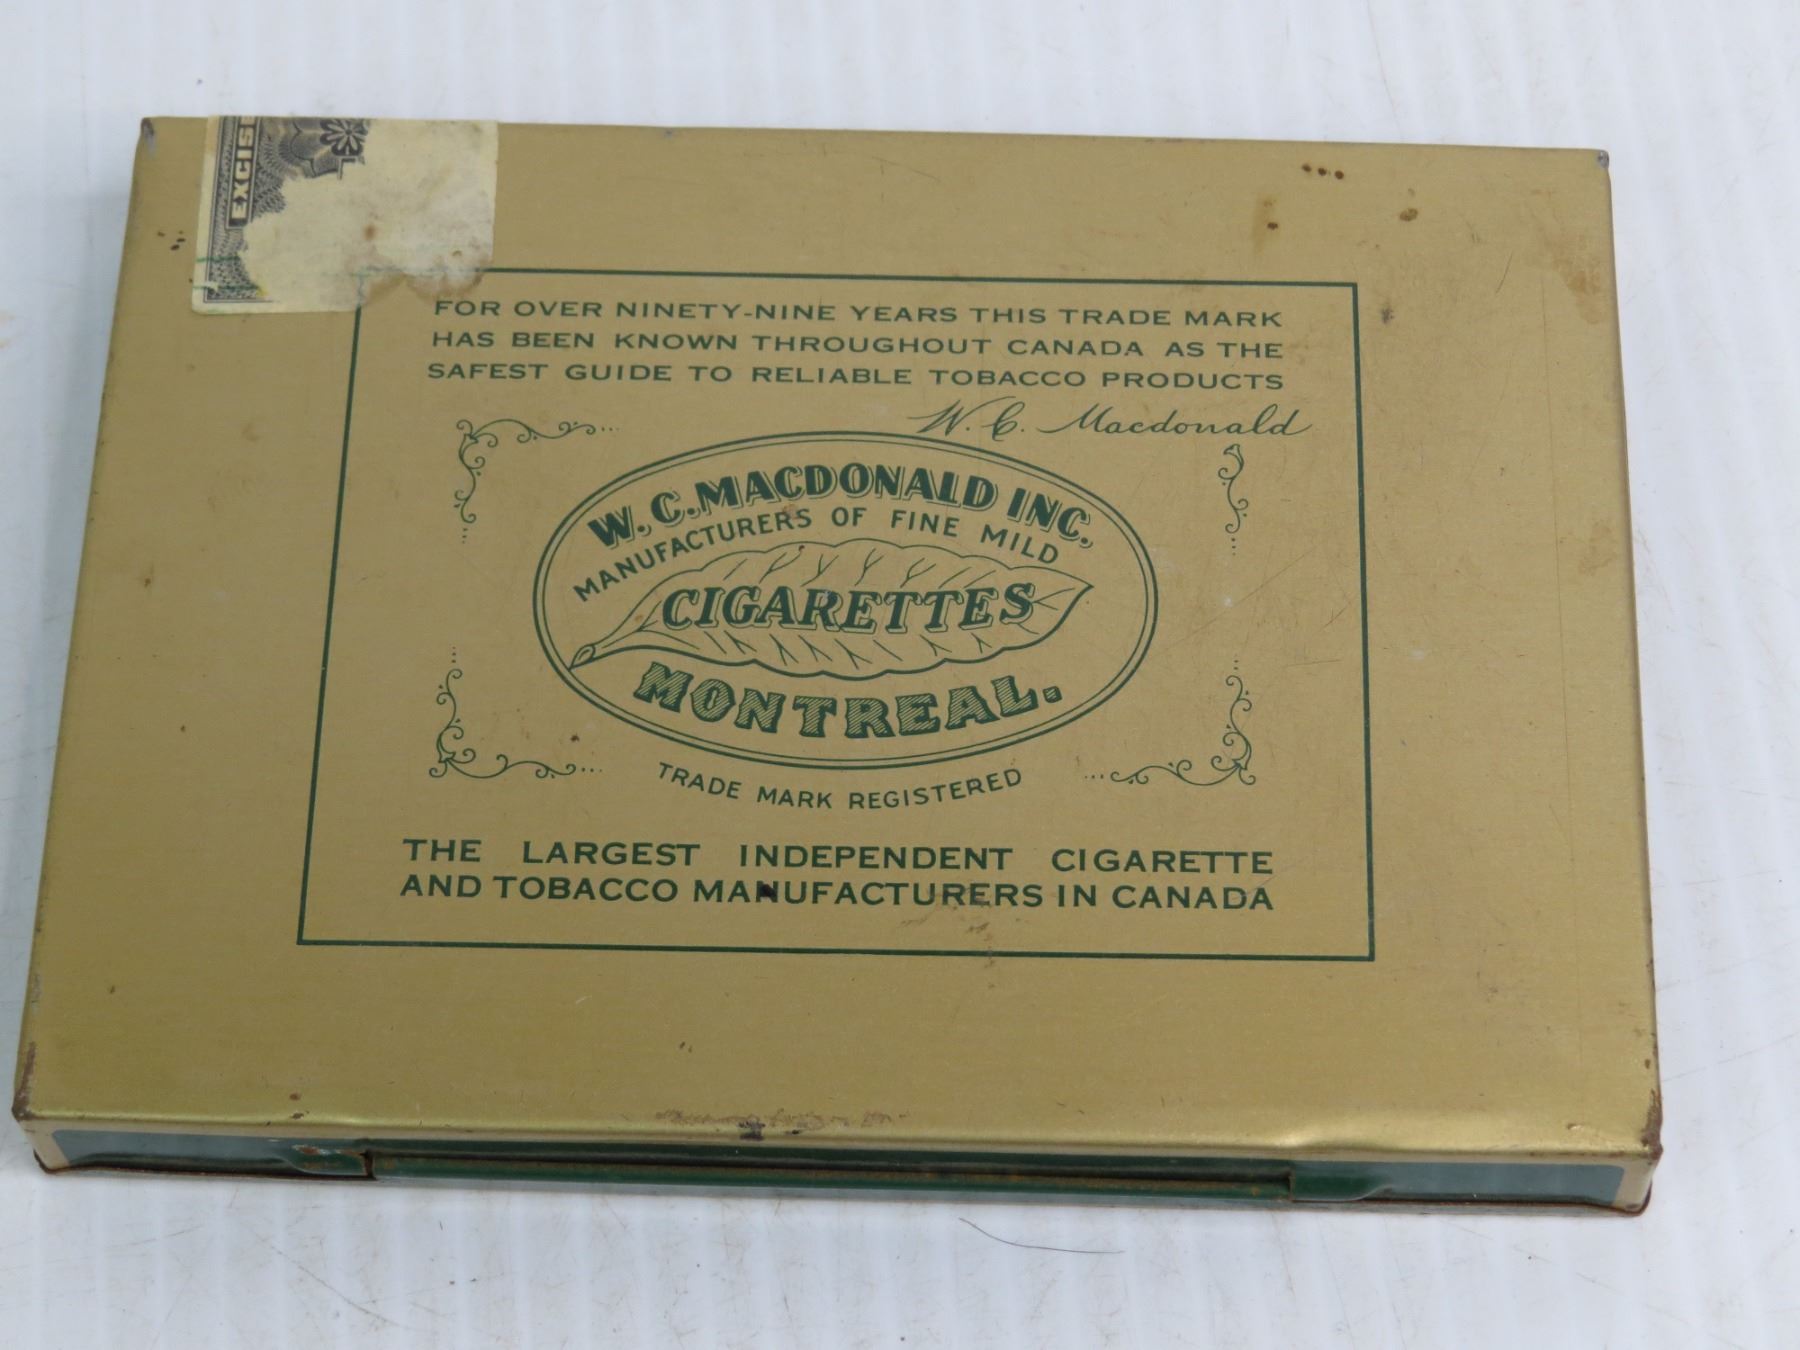 EXCISE
FOR OVER NINETY-NINE YEARS THIS TRADE MARK
HAS BEEN KNOWN THROUGHOUT CANADA AS THE
SAFEST GUIDE TO RELIABLE TOBACCO PRODUCTS
W. C. Macdonald
W. C. MACDONALD INC.
MANUFACTURERS OF FINE MILD
CIGARETTES
MONTREAL.
TRADE MARK REGISTERED
THE LARGEST INDEPENDENT CIGARETTE
AND TOBACCO MANUFACTURERS IN CANADA